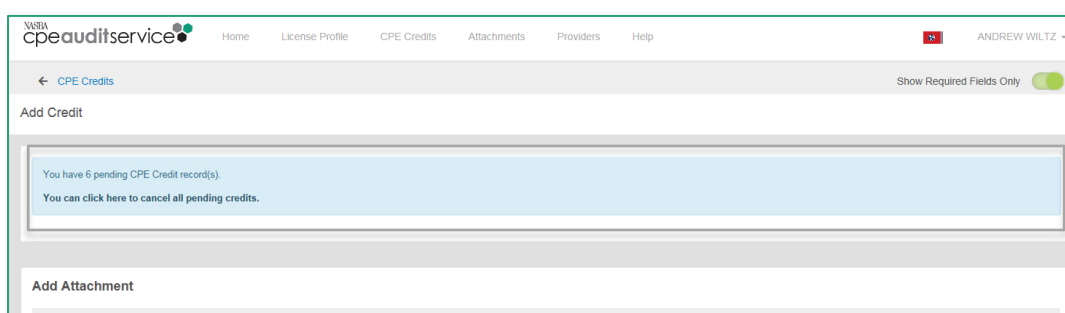 NASBA
cpeauditservice
Home License Profile CPE Credits Attachments Providers Help
ANDREW WILTZ
← CPE Credits
Show Required Fields Only
Add Credit
You have 6 pending CPE Credit record(s).
You can click here to cancel all pending credits.
Add Attachment